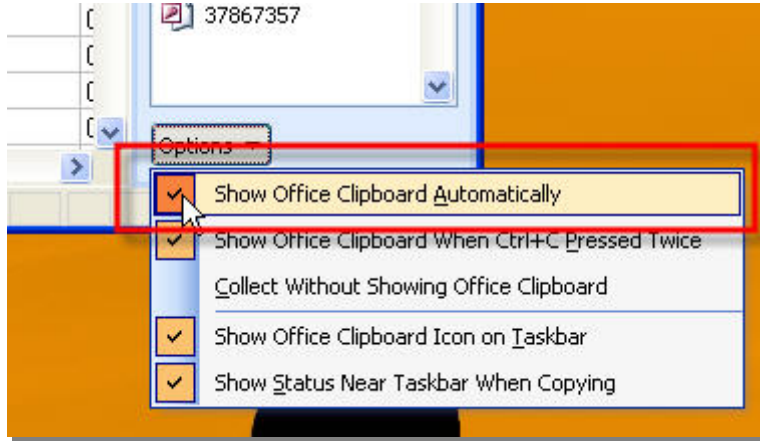 37867357
Options
Show Office Clipboard Automatically
Show Office Clipboard When Ctrl+C Pressed Twice
Collect Without Showing Office Clipboard
Show Office Clipboard Icon on Taskbar
Show Status Near Taskbar When Copying